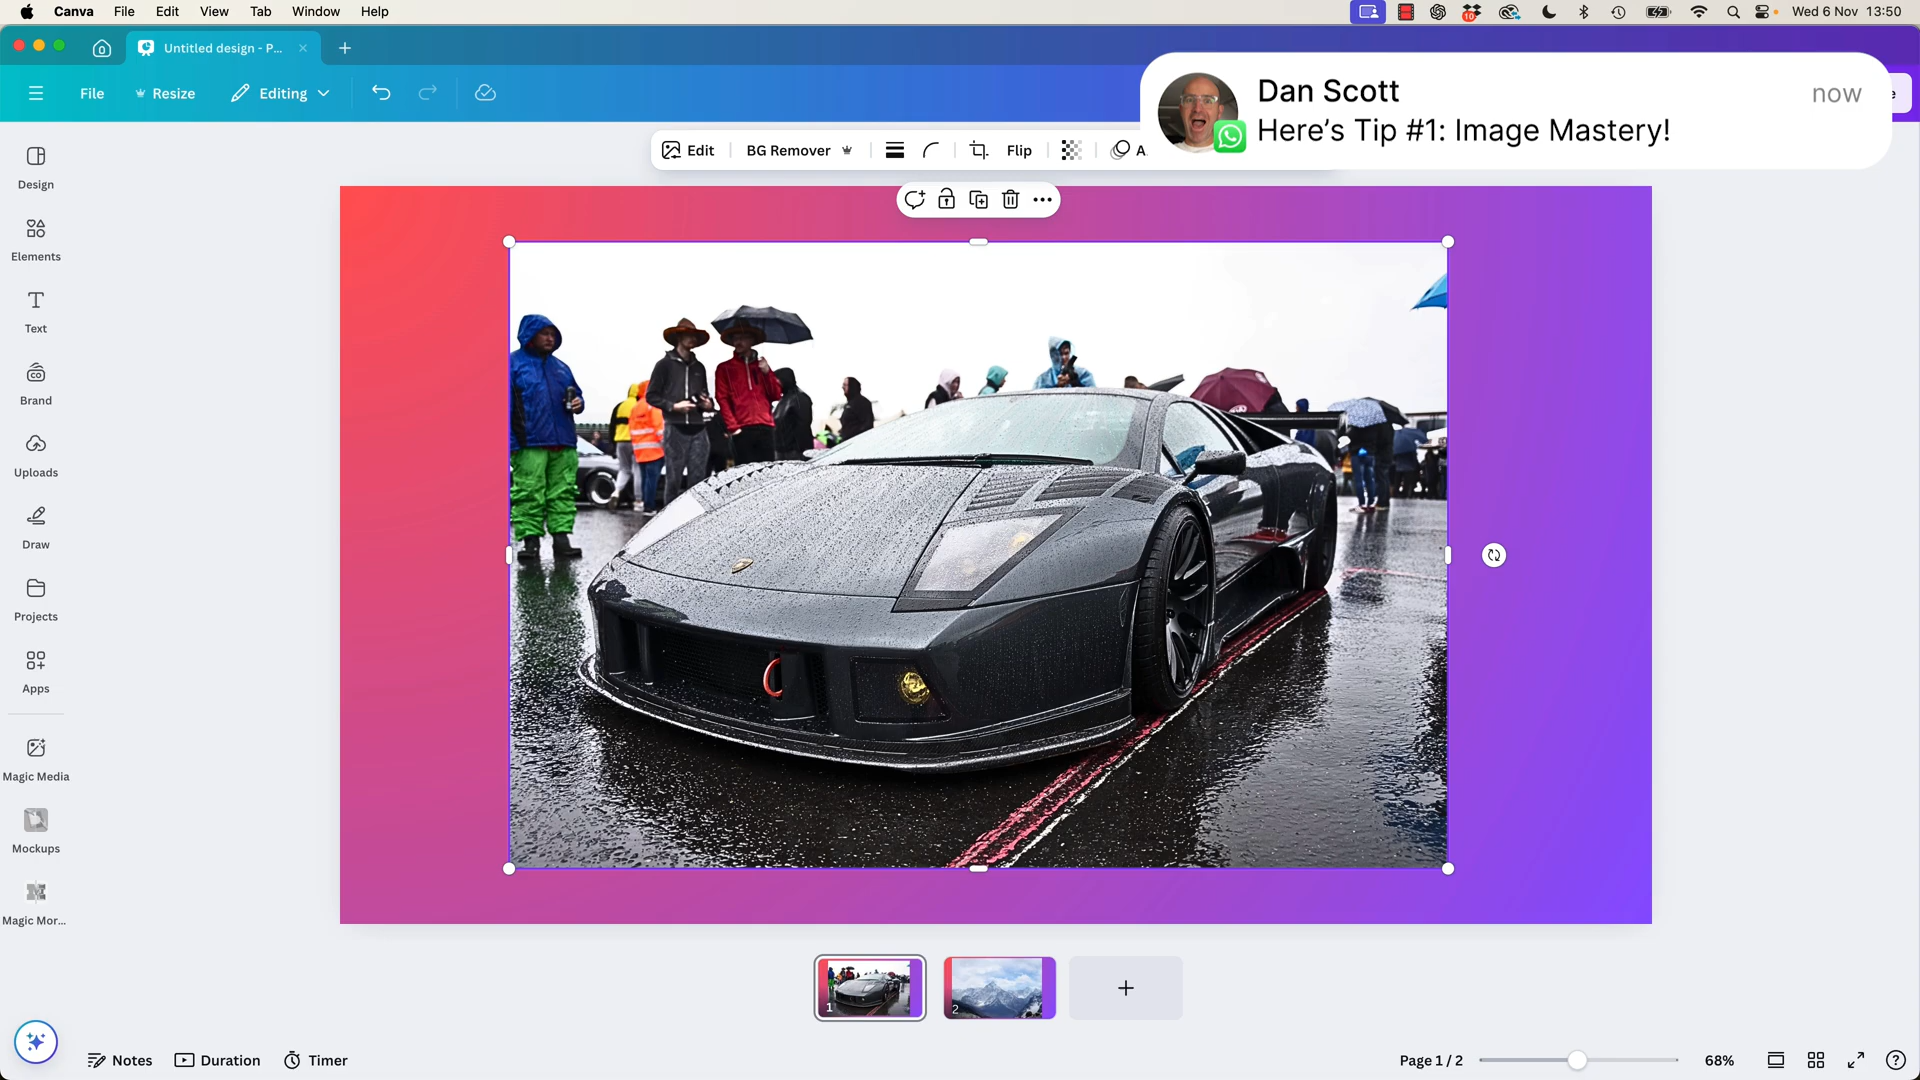 Canva File Edit View Tab Window Help
10
Wed 6 Nov 13:50
Untitled design - P...
File Resize Editing
Dan Scott
now
Here's Tip #1: Image Mastery!
Edit BG Remover Flip A
Design
Elements
Text
Brand
Uploads
Draw
Projects
Apps
Magic Media
Mockups
Magic Mor...
1
2
Notes Duration Timer
Page 1 / 2
68%